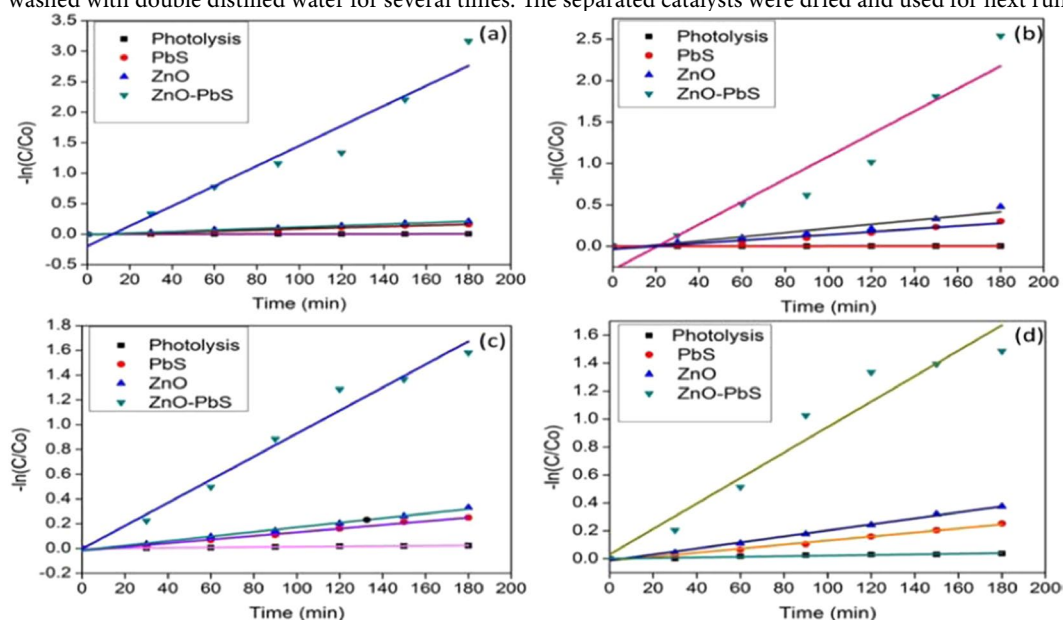 washed with double distilled water for several times. The separated catalysts were dried and used for next run
(a)
Photolysis
PbS
ZnO
ZnO-PbS
3.5
3.0
2.5
2.0
1.5
1.0
0.5
0.0
-0.5
-ln(C/Co)
0 20 40 60 80 100 120 140 160 180 200
Time (min)
(b)
Photolysis
PbS
ZnO
ZnO-PbS
2.5
2.0
1.5
1.0
0.5
0.0
-ln(C/Co)
0 20 40 60 80 100 120 140 160 180 200
Time (min)
(c)
Photolysis
PbS
ZnO
ZnO-PbS
1.8
1.6
1.4
1.2
1.0
0.8
0.6
0.4
0.2
0.0
-0.2
-ln(C/Co)
0 20 40 60 80 100 120 140 160 180 200
Time (min)
(d)
Photolysis
PbS
ZnO
ZnO-PbS
1.6
1.4
1.2
1.0
0.8
0.6
0.4
0.2
0.0
-ln(C/Co)
0 20 40 60 80 100 120 140 160 180 200
Time (min)